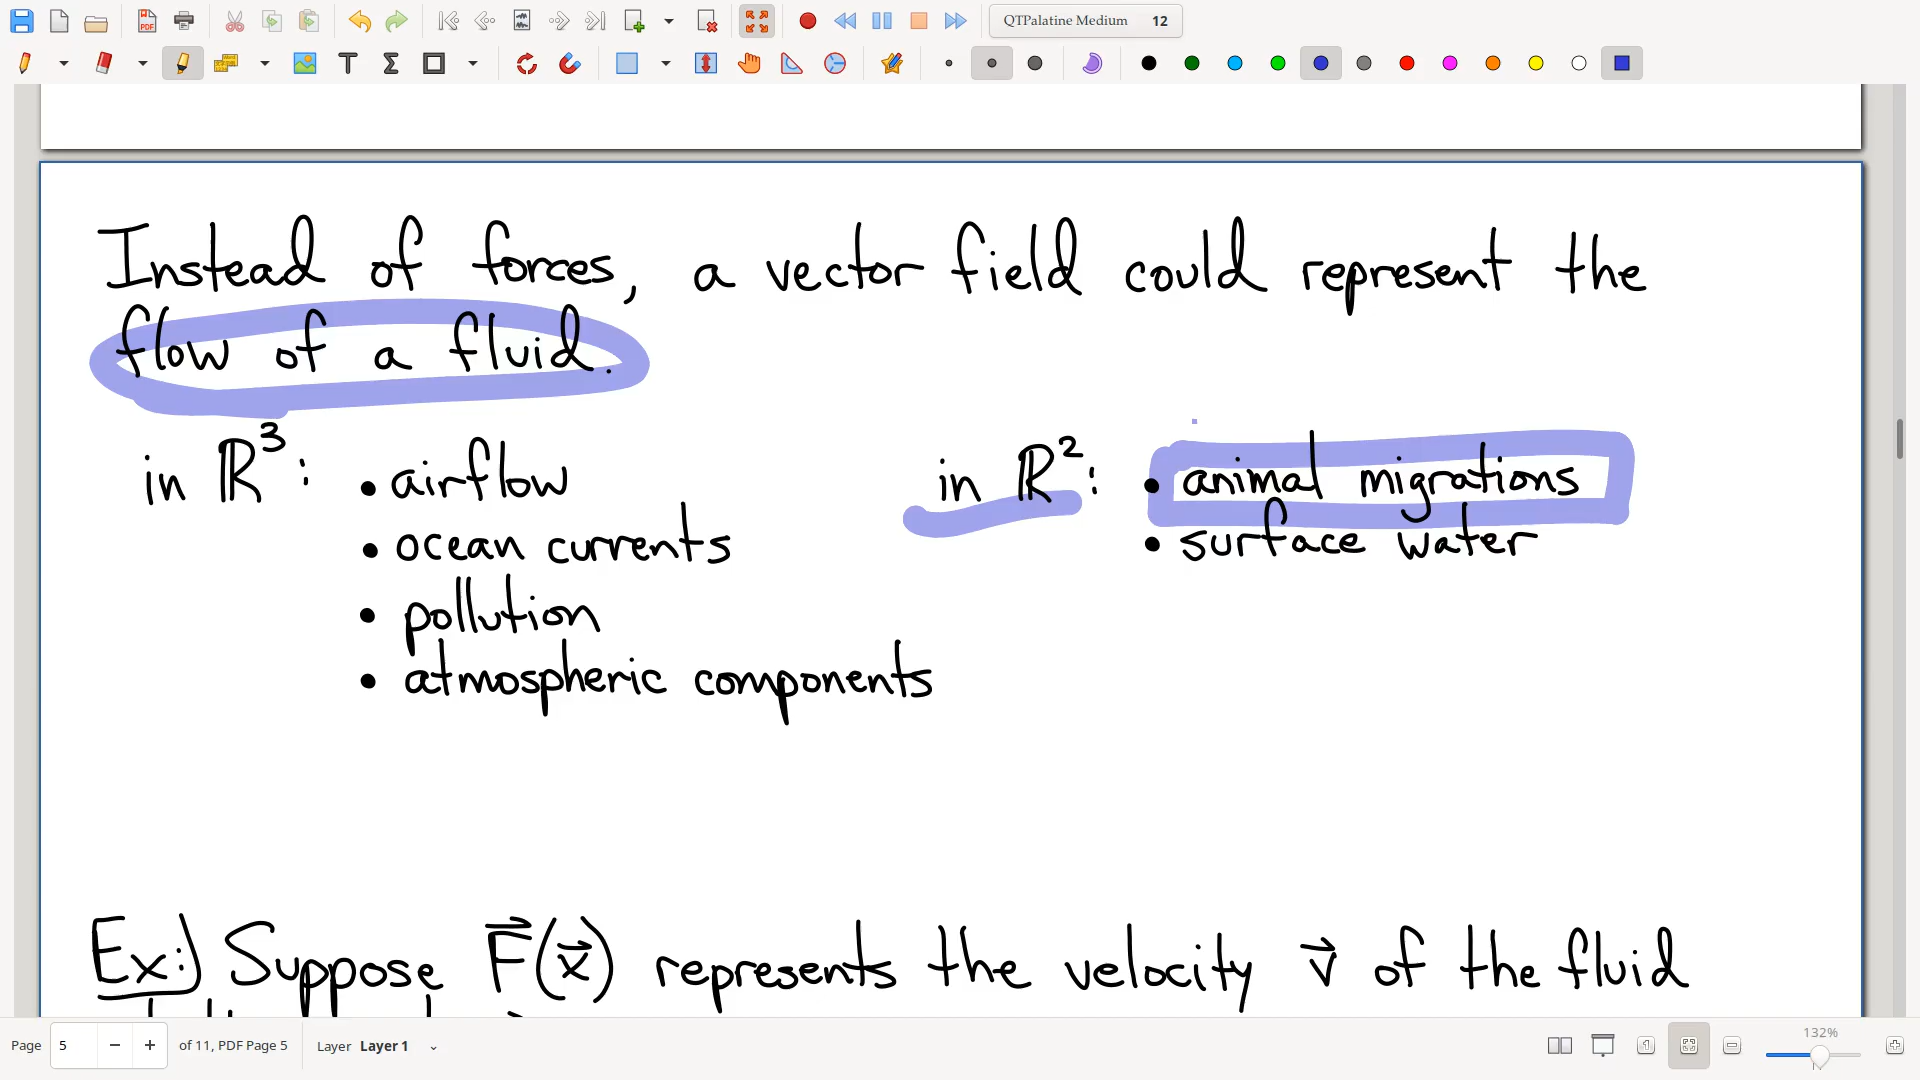 QTPalatine Medium 12
Instead of forces, a vector field could represent the
flow of a fluid.
in ℝ³: • airflow
• ocean currents
• pollution
• atmospheric components
in ℝ²: • animal migrations
• surface water
Ex:) Suppose F⃗(x⃗) represents the velocity v⃗ of the fluid
Page 5 of 11, PDF Page 5 Layer Layer 1 132%